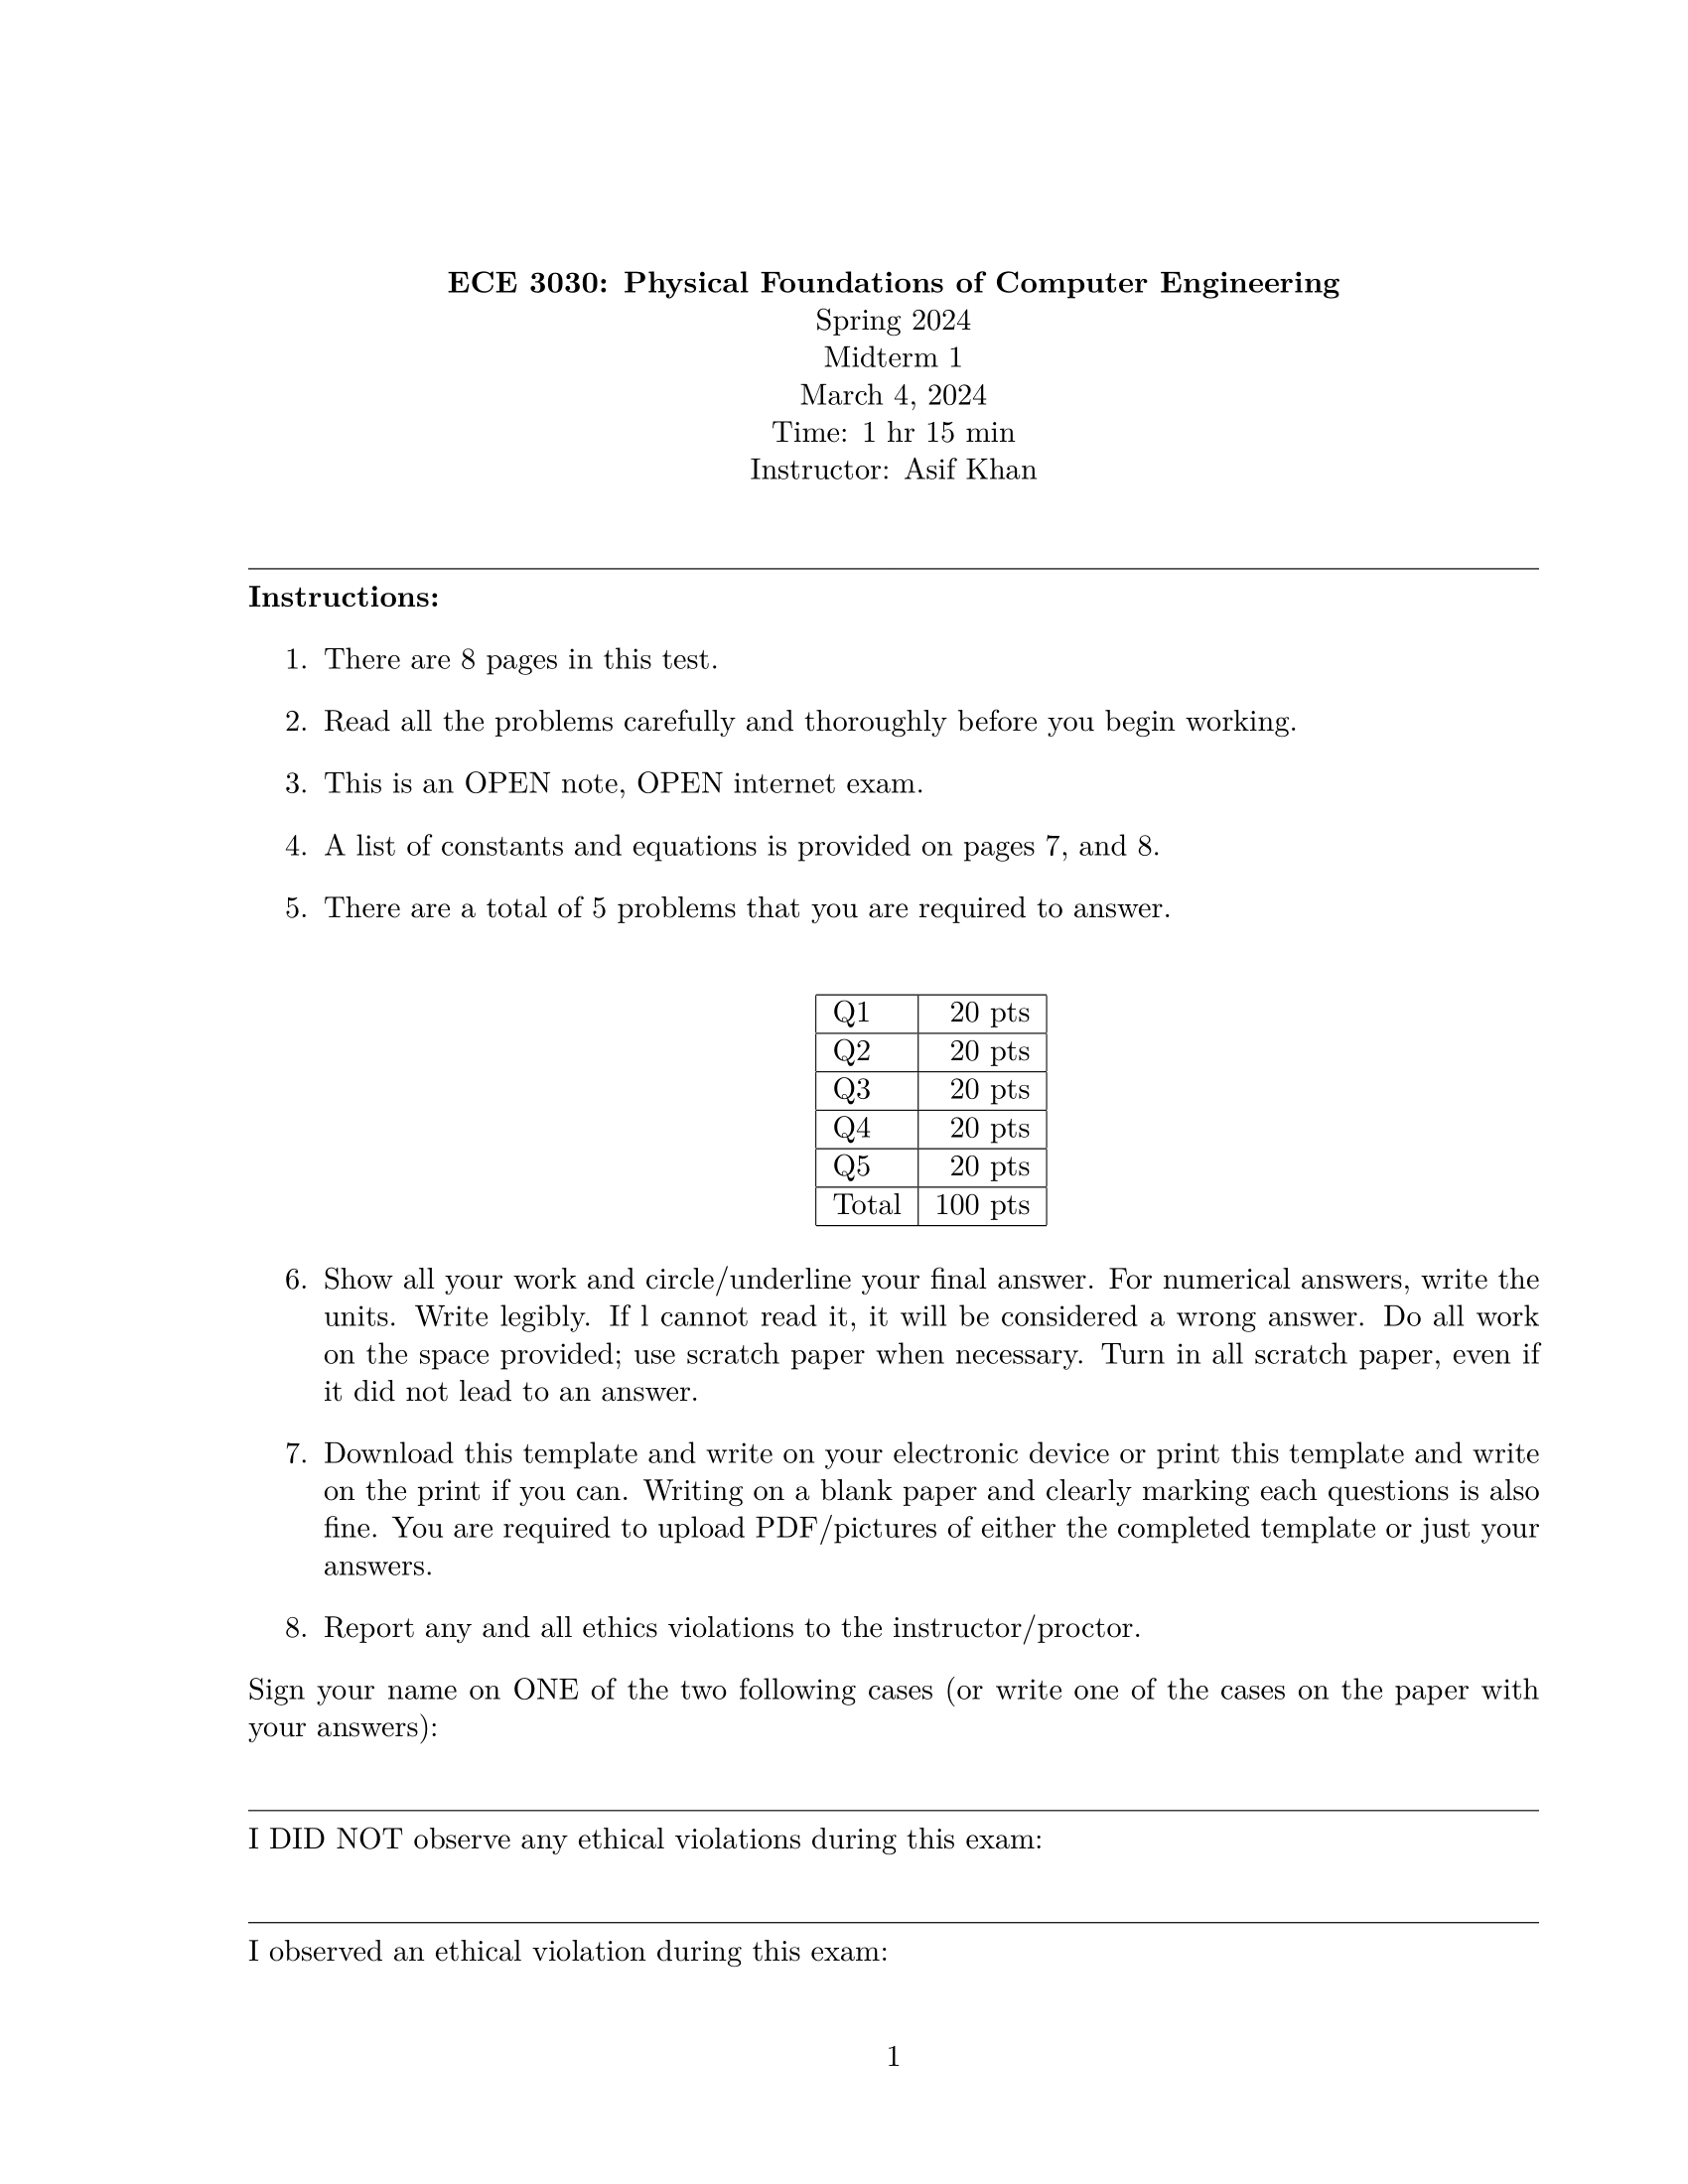 ECE 3030: Physical Foundations of Computer Engineering
Spring 2024
Midterm 1
March 4, 2024
Time: 1 hr 15 min
Instructor: Asif Khan
Instructions:
1. There are 8 pages in this test.
2. Read all the problems carefully and thoroughly before you begin working.
3. This is an OPEN note, OPEN internet exam.
4. A list of constants and equations is provided on pages 7, and 8.
5. There are a total of 5 problems that you are required to answer.
Q1 20 pts
Q2 20 pts
Q3 20 pts
Q4 20 pts
Q5 20 pts
Total 100 pts
6. Show all your work and circle/underline your final answer. For numerical answers, write the
units. Write legibly. If l cannot read it, it will be considered a wrong answer. Do all work
on the space provided; use scratch paper when necessary. Turn in all scratch paper, even if
it did not lead to an answer.
7. Download this template and write on your electronic device or print this template and write
on the print if you can. Writing on a blank paper and clearly marking each questions is also
fine. You are required to upload PDF/pictures of either the completed template or just your
answers.
8. Report any and all ethics violations to the instructor/proctor.
Sign your name on ONE of the two following cases (or write one of the cases on the paper with
your answers):
I DID NOT observe any ethical violations during this exam:
I observed an ethical violation during this exam:
1